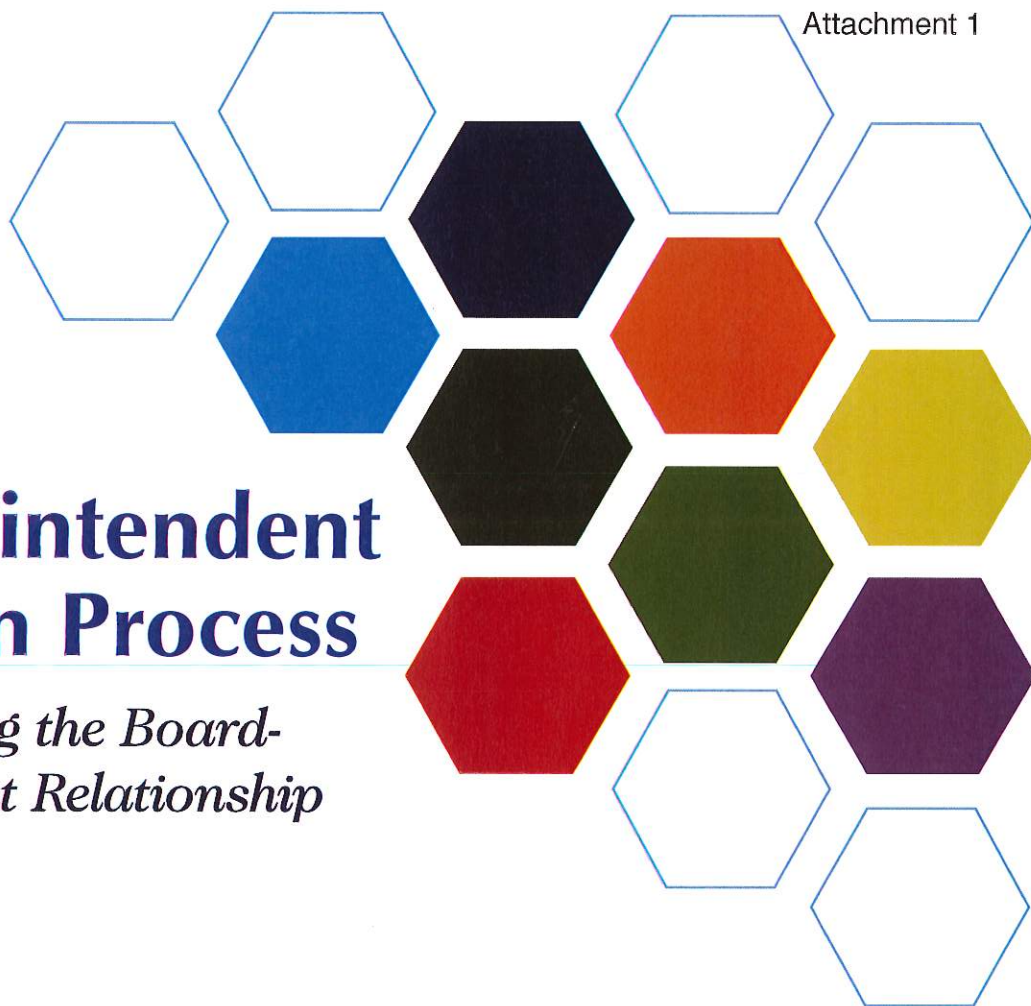 Attachment 1
intendent
n Process
g the Board-
t Relationship